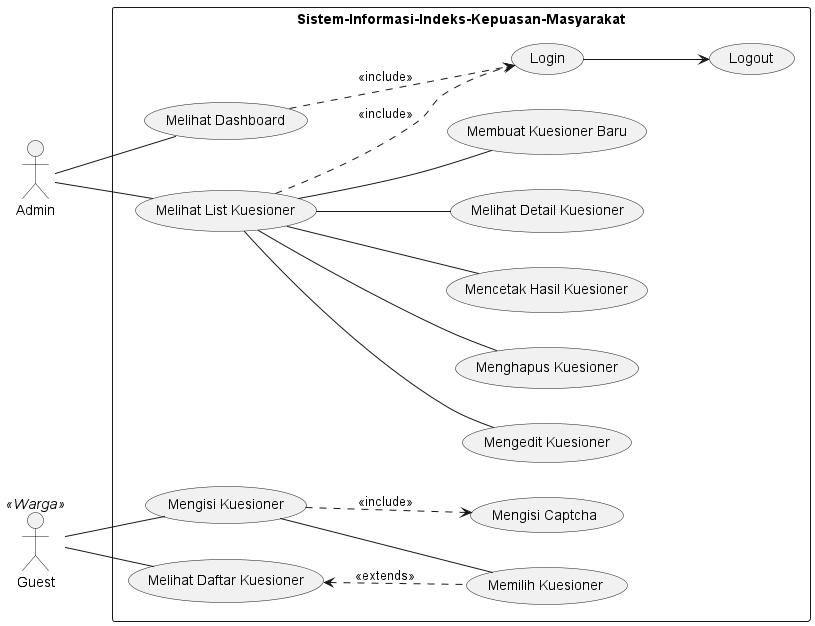 Sistem-Informasi-Indeks-Kepuasan-Masyarakat
Login
Logout
«include»
Melihat Dashboard
«include»
Membuat Kuesioner Baru
Admin
Melihat List Kuesioner
Melihat Detail Kuesioner
Mencetak Hasil Kuesioner
Menghapus Kuesioner
Mengedit Kuesioner
«Warga»
Guest
Mengisi Kuesioner
«include»
Mengisi Captcha
Melihat Daftar Kuesioner
«extends»
Memilih Kuesioner